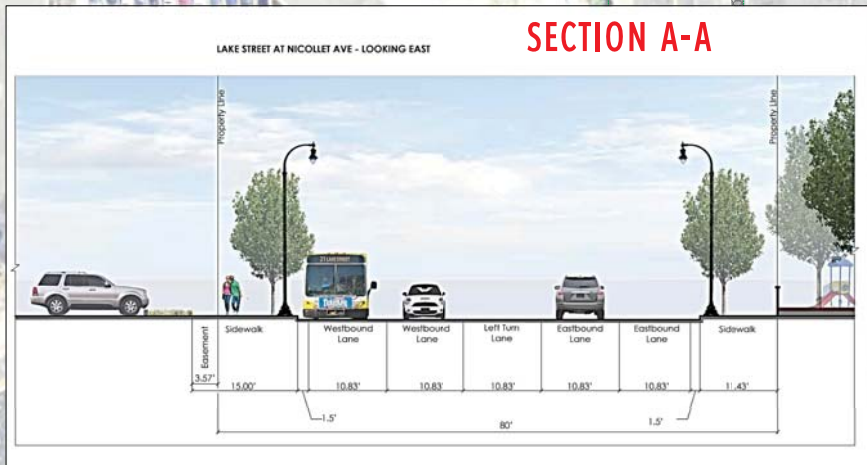 SECTION A-A
LAKE STREET AT NICOLLET AVE - LOOKING EAST
Property Line
Property Line
Easement
Sidewalk
Westbound
Lane
Westbound
Lane
Left Turn
Lane
Eastbound
Lane
Eastbound
Lane
Sidewalk
3.57'
15.00'
10.83'
10.83'
10.83'
10.83'
10.83'
11.43'
1.5'
1.5'
80'